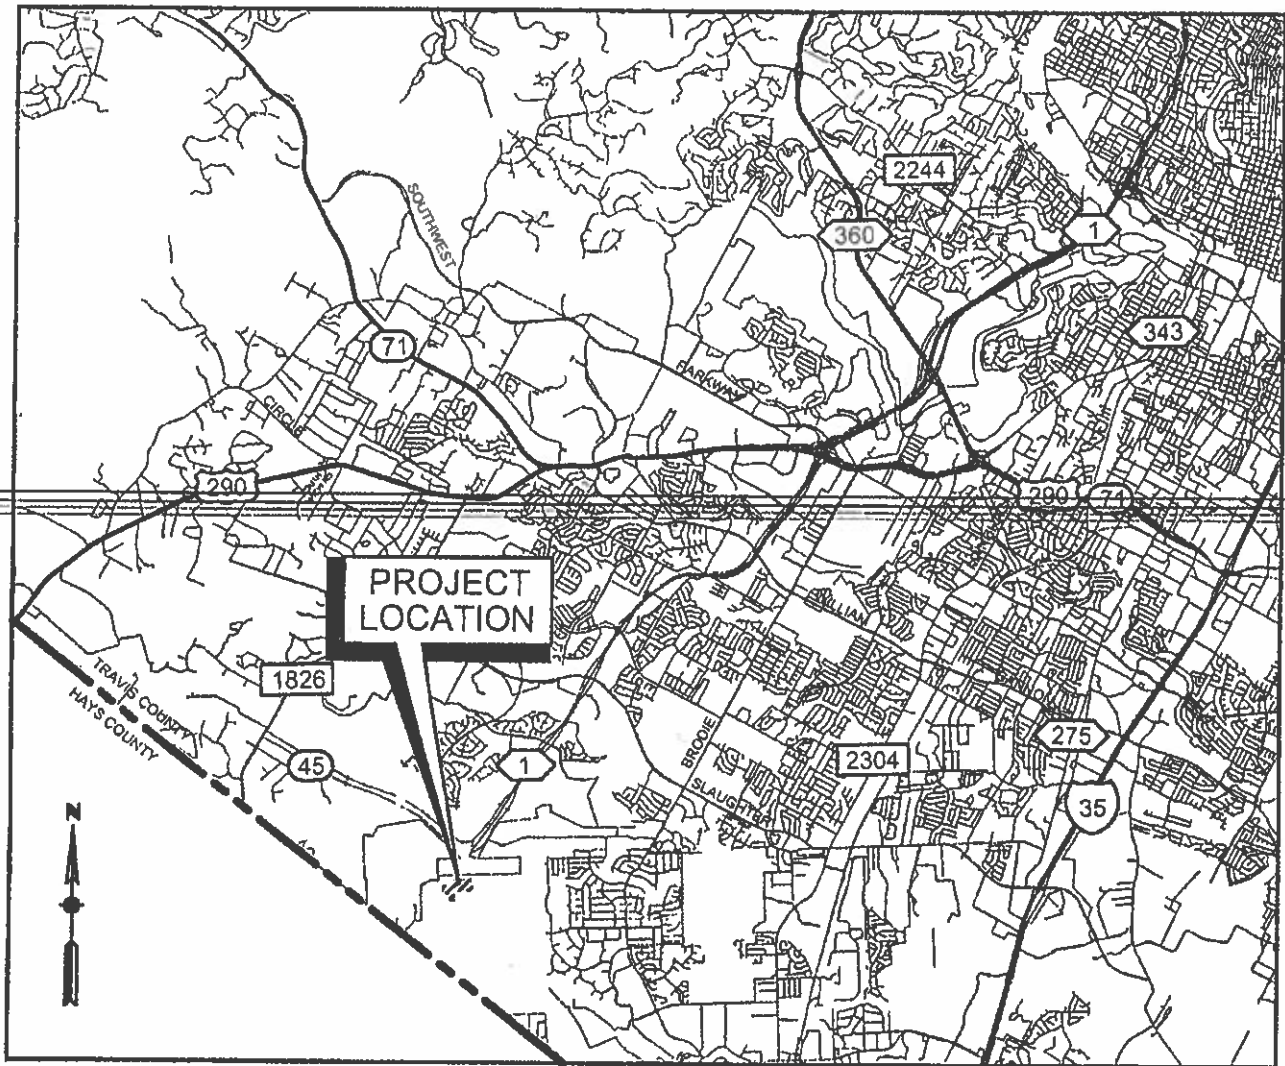 2244
360
1
SOUTHWEST
343
71
PARKWAY
CIRCLE
290
290
71
PROJECT
LOCATION
1826
TRAVIS COUNTY
HAYS COUNTY
BRODIE
275
2304
45
1
SLAUGHTER
35
N